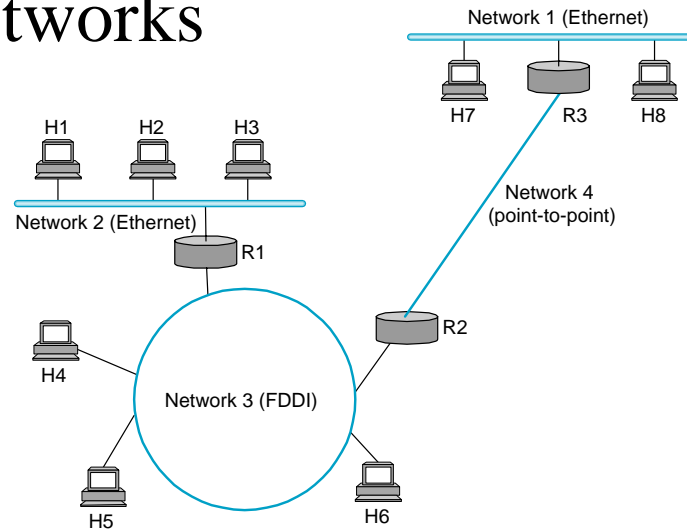 tworks
Network 1 (Ethernet)
H7
R3
H8
H1
H2
H3
Network 2 (Ethernet)
R1
Network 4
(point-to-point)
R2
H4
Network 3 (FDDI)
H5
H6